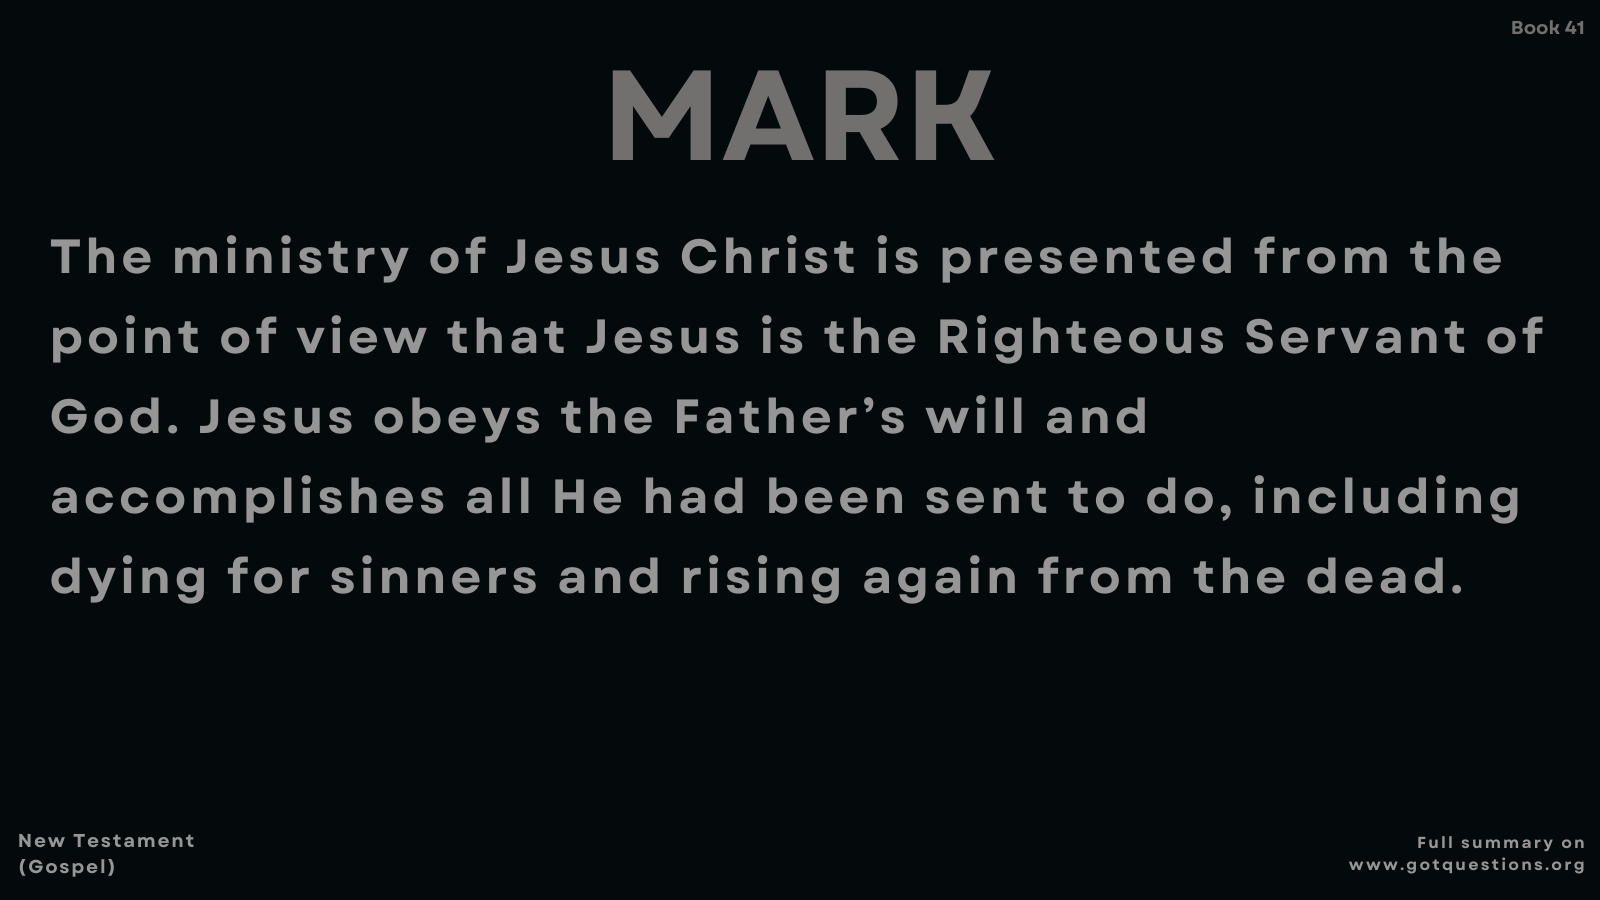 Book 41
MARK
The ministry of Jesus Christ is presented from the
point of view that Jesus is the Righteous Servant of
God. Jesus obeys the Father’s will and
accomplishes all He had been sent to do, including
dying for sinners and rising again from the dead.
New Testament
(Gospel)
Full summary on
www.gotquestions.org